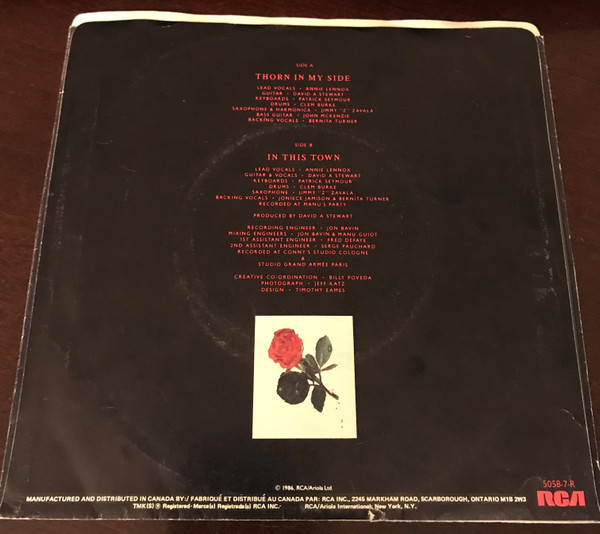 SIDE A
THORN IN MY SIDE
LEAD VOCALS • ANNIE LENNOX
GUITAR • DAVID A STEWART
KEYBOARDS • PATRICK SEYMOUR
DRUMS • CLEM BURKE
SAXOPHONE & HARMONICA • JIMMY "Z" ZAVALA
BASS GUITAR • JOHN MCKENZIE
BACKING VOCALS • BERNITA TURNER
SIDE B
IN THIS TOWN
LEAD VOCALS • ANNIE LENNOX
GUITAR & VOCALS • DAVID A STEWART
KEYBOARDS • PATRICK SEYMOUR
DRUMS • CLEM BURKE
SAXOPHONE • JIMMY "Z" ZAVALA
BACKING VOCALS • JONIECE JAMISON & BERNITA TURNER
RECORDED AT MANU'S PARTY
PRODUCED BY DAVID A STEWART
RECORDING ENGINEER • JON BAVIN
MIXING ENGINEERS • JON BAVIN & MANU GUIOT
1ST ASSISTANT ENGINEER • FRED DEFAYE
2ND ASSISTANT ENGINEER • SERGE PAUCHARD
RECORDED AT CONNY'S STUDIO COLOGNE
&
STUDIO GRAND ARMÉE PARIS
CREATIVE CO-ORDINATION • BILLY POVEDA
PHOTOGRAPH • JEFF KATZ
DESIGN • TIMOTHY EAMES
© 1986, RCA/Ariola Ltd.
5058-7-R
MANUFACTURED AND DISTRIBUTED IN CANADA BY:/ FABRIQUÉ ET DISTRIBUÉ AU CANADA PAR: RCA INC., 2245 MARKHAM ROAD, SCARBOROUGH, ONTARIO M1B 2W3
TMK(S) ® Registered • Marca(s) Registrada(s) RCA INC. RCA/Ariola International, New York, N.Y.
RCA